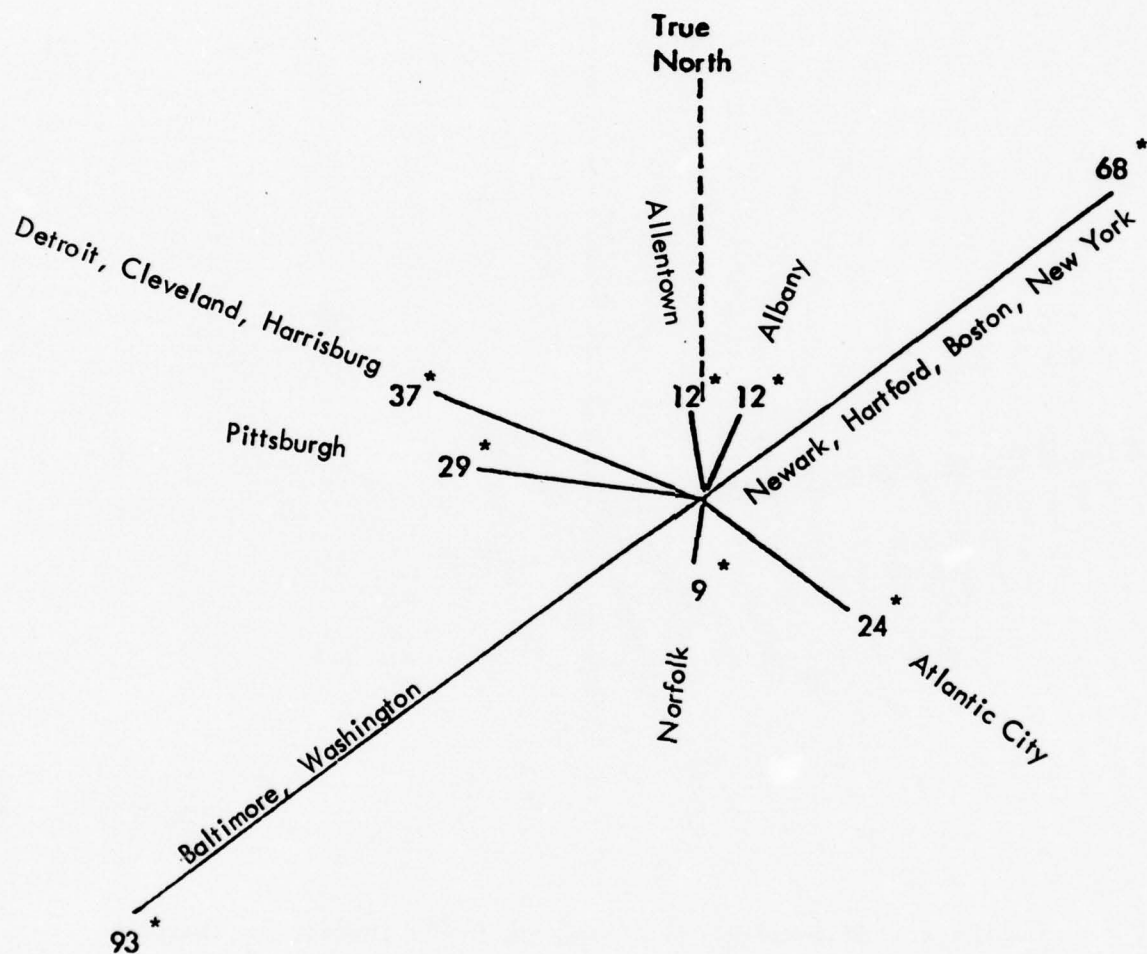 True
North
68 *
Allentown
Albany
Newark, Hartford, Boston, New York
Detroit, Cleveland, Harrisburg
37 *
12 *
12 *
Pittsburgh
29 *
9 *
24 *
Norfolk
Atlantic City
Baltimore, Washington
93 *